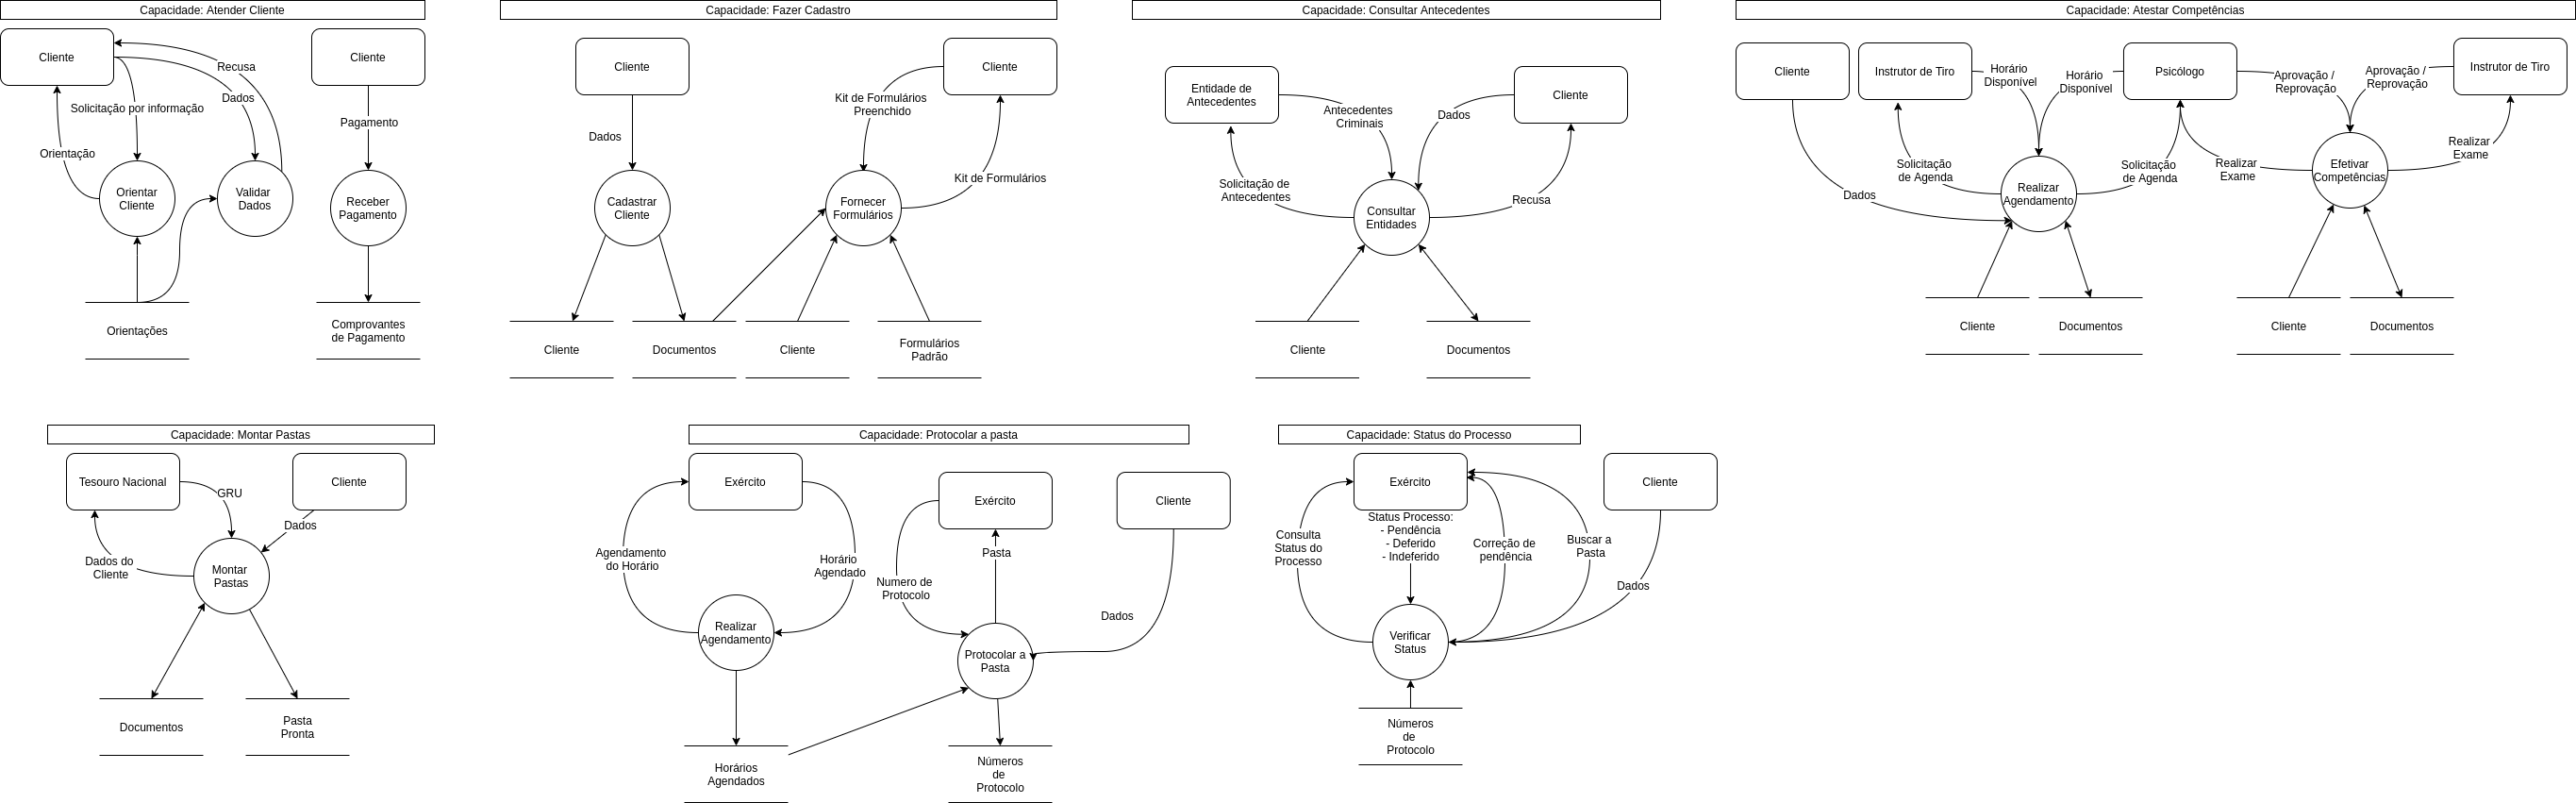 Capacidade: Atender Cliente
Cliente
Cliente
Recusa
Dados
Solicitação por informação
Pagamento
Orientação
Orientar
Cliente
Validar
Dados
Receber
Pagamento
Orientações
Comprovantes
de Pagamento
Capacidade: Fazer Cadastro
Cliente
Cliente
Kit de Formulários
Preenchido
Dados
Kit de Formulários
Cadastrar
Cliente
Fornecer
Formulários
Cliente
Documentos
Cliente
Formulários
Padrão
Capacidade: Consultar Antecedentes
Entidade de
Antecedentes
Cliente
Antecedentes
Criminais
Dados
Solicitação de
Antecedentes
Recusa
Consultar
Entidades
Cliente
Documentos
Capacidade: Atestar Competências
Cliente
Instrutor de Tiro
Horário
Disponível
Horário
Disponível
Psicólogo
Aprovação /
Reprovação
Aprovação /
Reprovação
Instrutor de Tiro
Dados
Solicitação
de Agenda
Solicitação
de Agenda
Realizar
Exame
Realizar
Exame
Realizar
Agendamento
Efetivar
Competências
Cliente
Documentos
Cliente
Documentos
Capacidade: Montar Pastas
Tesouro Nacional
GRU
Cliente
Dados
Dados do
Cliente
Montar
Pastas
Documentos
Pasta
Pronta
Capacidade: Protocolar a pasta
Exército
Exército
Cliente
Agendamento
do Horário
Horário
Agendado
Pasta
Numero de
Protocolo
Dados
Realizar
Agendamento
Protocolar a
Pasta
Horários
Agendados
Números
de
Protocolo
Capacidade: Status do Processo
Exército
Cliente
Status Processo:
- Pendência
- Deferido
- Indeferido
Consulta
Status do
Processo
Correção de
pendência
Buscar a
Pasta
Dados
Verificar
Status
Números
de
Protocolo